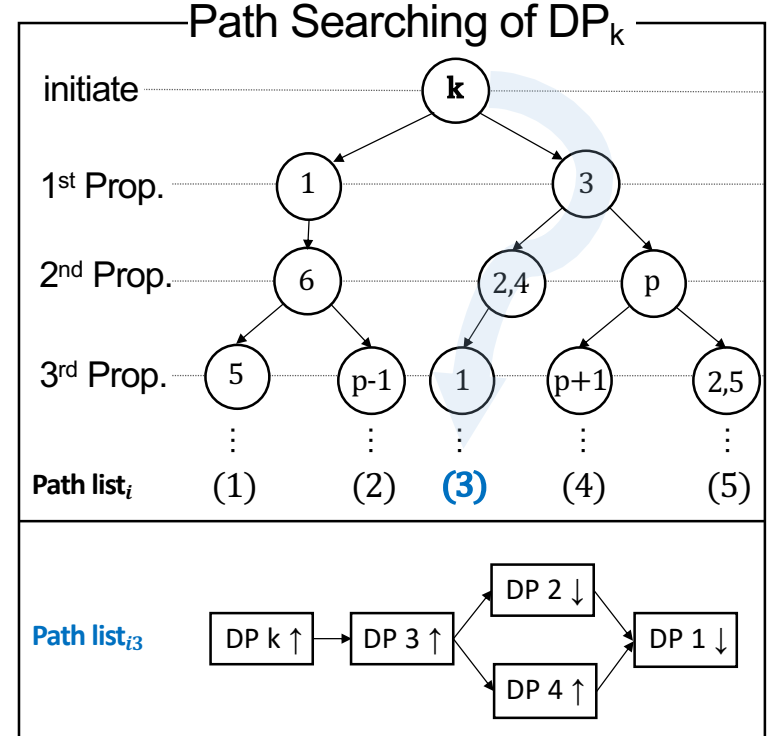 Path Searching of DPk
initiate k
1st Prop. 1 3
2nd Prop. 6 2,4 p
3rd Prop. 5 p-1 1 p+1 2,5
⋮ ⋮ ⋮ ⋮ ⋮
Path listi (1) (2) (3) (4) (5)
DP 2 ↓
Path listi3 DP k ↑ DP 3 ↑ DP 1 ↓
DP 4 ↑